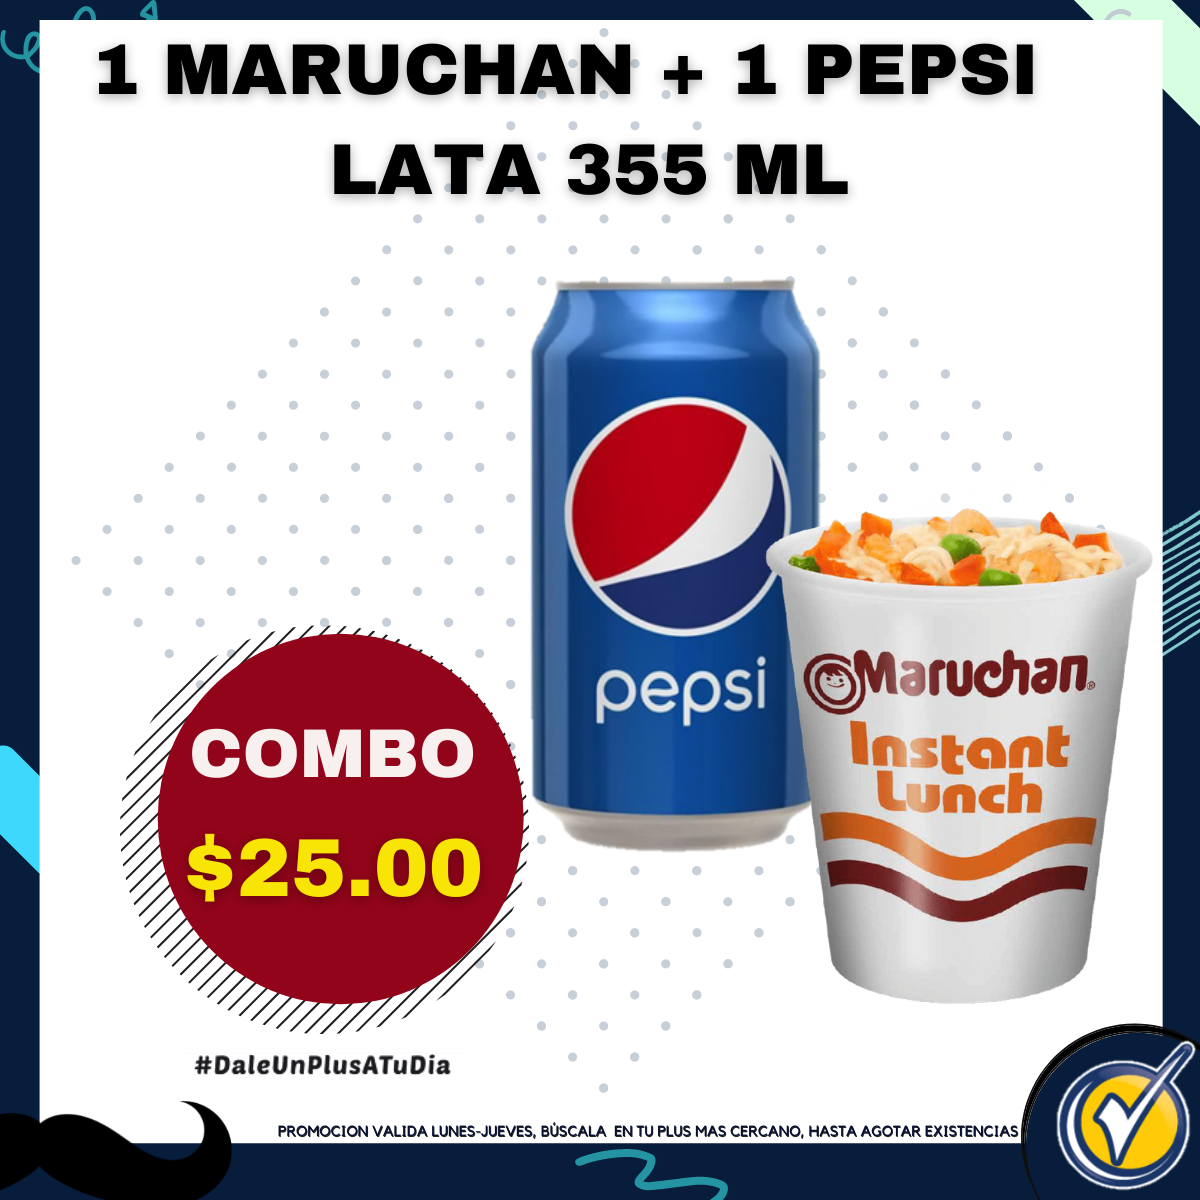 1 MARUCHAN + 1 PEPSI
LATA 355 ML
pepsi
Maruchan®
Instant
Lunch
COMBO
$25.00
#DaleUnPlusATuDia
PROMOCION VALIDA LUNES-JUEVES, BÙSCALA EN TU PLUS MAS CERCANO, HASTA AGOTAR EXISTENCIAS